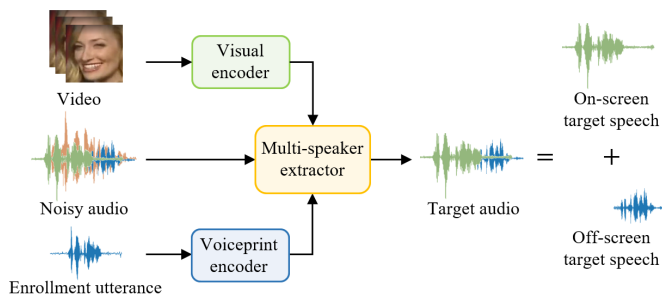 Visual
encoder
Video
On-screen
target speech
Multi-speaker
extractor
=
+
Noisy audio
Target audio
Voiceprint
encoder
Off-screen
target speech
Enrollment utterance